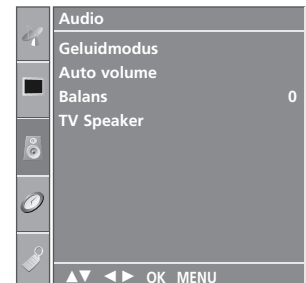 Audio
Geluidmodus
Auto volume
Balans 0
TV Speaker
▲▼ ◄► OK MENU